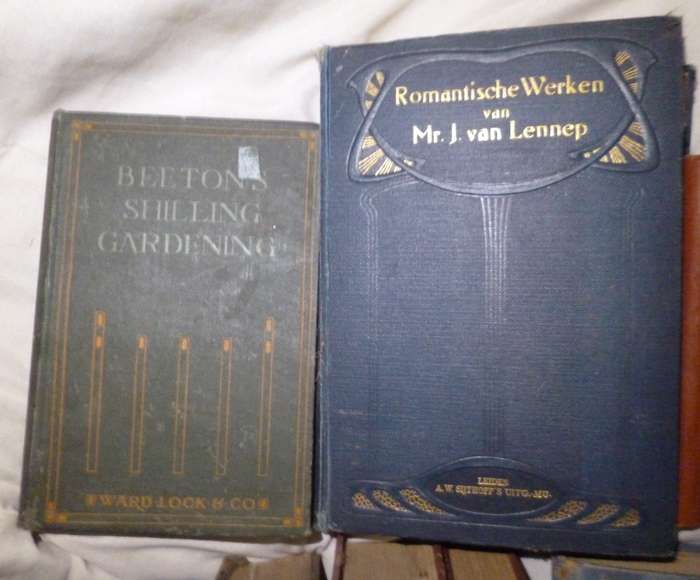 BEETON'S
SHILLING
GARDENING
WARD LOCK & CO
Romantische Werken
van
Mr. J. van Lennep
LEIDEN
A.W. SIJTHOFF'S UITG.-MIJ.